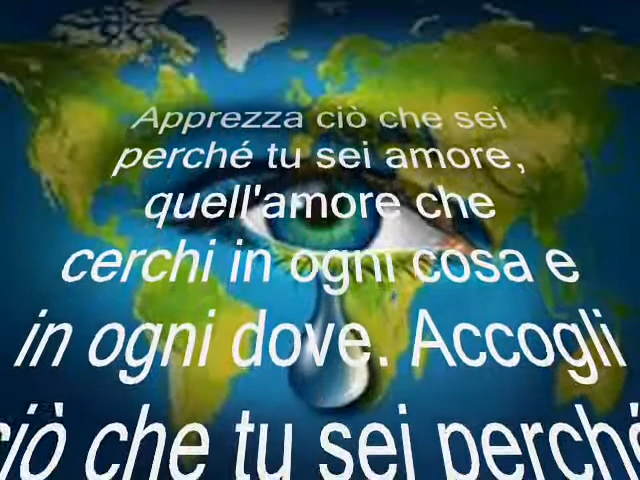 Apprezza ciò che sei
perché tu sei amore,
quell'amore che
cerchi in ogni cosa e
in ogni dove. Accogli
ciò che tu sei perché